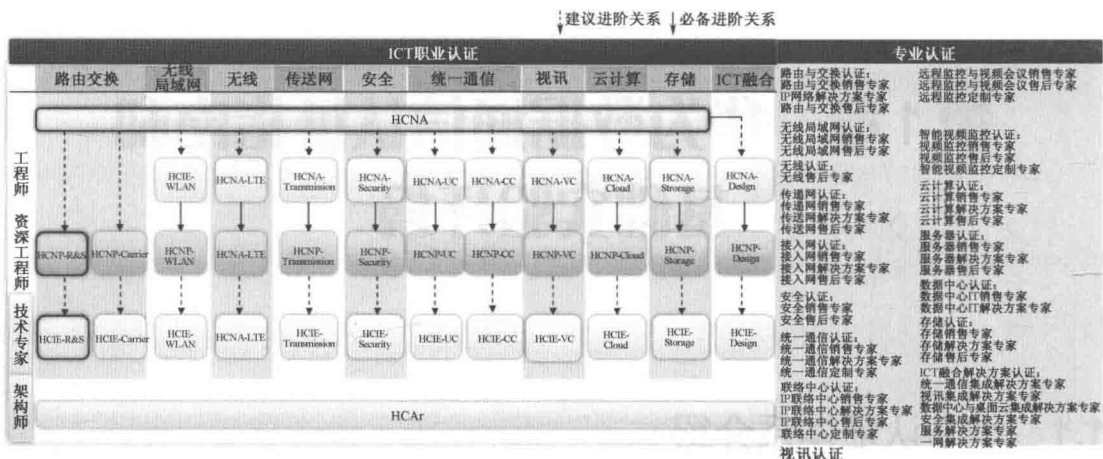 建议进阶关系 必备进阶关系
ICT职业认证
路由交换 无线局域网 无线 传送网 安全 统一通信 视讯 云计算 存储 ICT融合
HCNA
工程师
HCIE-WLAN HCNA-LTE HCNA-Transmission HCNA-Security HCNA-UC HCNA-CC HCNA-VC HCNA-Cloud HCNA-Strorage HCNA-Design
资深工程师
HCNP-R&S HCNP-Carrier HCNP-WLAN HCNA-LTE HCNP-Transmission HCNP-Security HCNP-UC HCNP-CC HCNP-VC HCNP-Cloud HCNP-Storage HCNP-Design
技术专家
HCIE-R&S HCIE-Carrier HCIE-WLAN HCNA-LTE HCIE-Transmission HCIE-Security HCIE-UC HCIE-CC HCIE-VC HCIE-Cloud HCIE-Storage HCIE-Design
架构师
HCAr
专业认证
路由与交换认证：
路由与交换销售专家
IP网络解决方案专家
路由与交换售后专家
无线局域网认证：
无线局域网销售专家
无线局域网售后专家
无线认证：
无线售后专家
传递网认证：
传递网销售专家
传送网解决方案专家
传送网售后专家
接入网认证：
接入网销售专家
接入网解决方案专家
接入网售后专家
安全认证：
安全销售专家
安全售后专家
统一通信认证：
统一通信销售专家
统一通信解决方案专家
统一通信定制专家
联络中心认证：
IP联络中心销售专家
IP联络中心解决方案专家
IP联络中心售后专家
联络中心定制专家
视讯认证
远程监控与视频会议销售专家
远程监控与视频会议售后专家
远程监控定制专家
智能视频监控认证：
视频监控销售专家
视频监控售后专家
智能视频监控定制专家
云计算认证：
云计算销售专家
云计算解决方案专家
云计算售后专家
服务器认证：
服务器销售专家
服务器解决方案专家
服务器售后专家
数据中心认证：
数据中心IT销售专家
数据中心IT解决方案专家
存储认证：
存储销售专家
存储解决方案专家
存储售后专家
ICT融合解决方案认证：
统一通信集成解决方案专家
视讯集成解决方案专家
数据中心与桌面云集成解决方案专家
安全集成解决方案专家
服务解决方案专家
一网解决方案专家